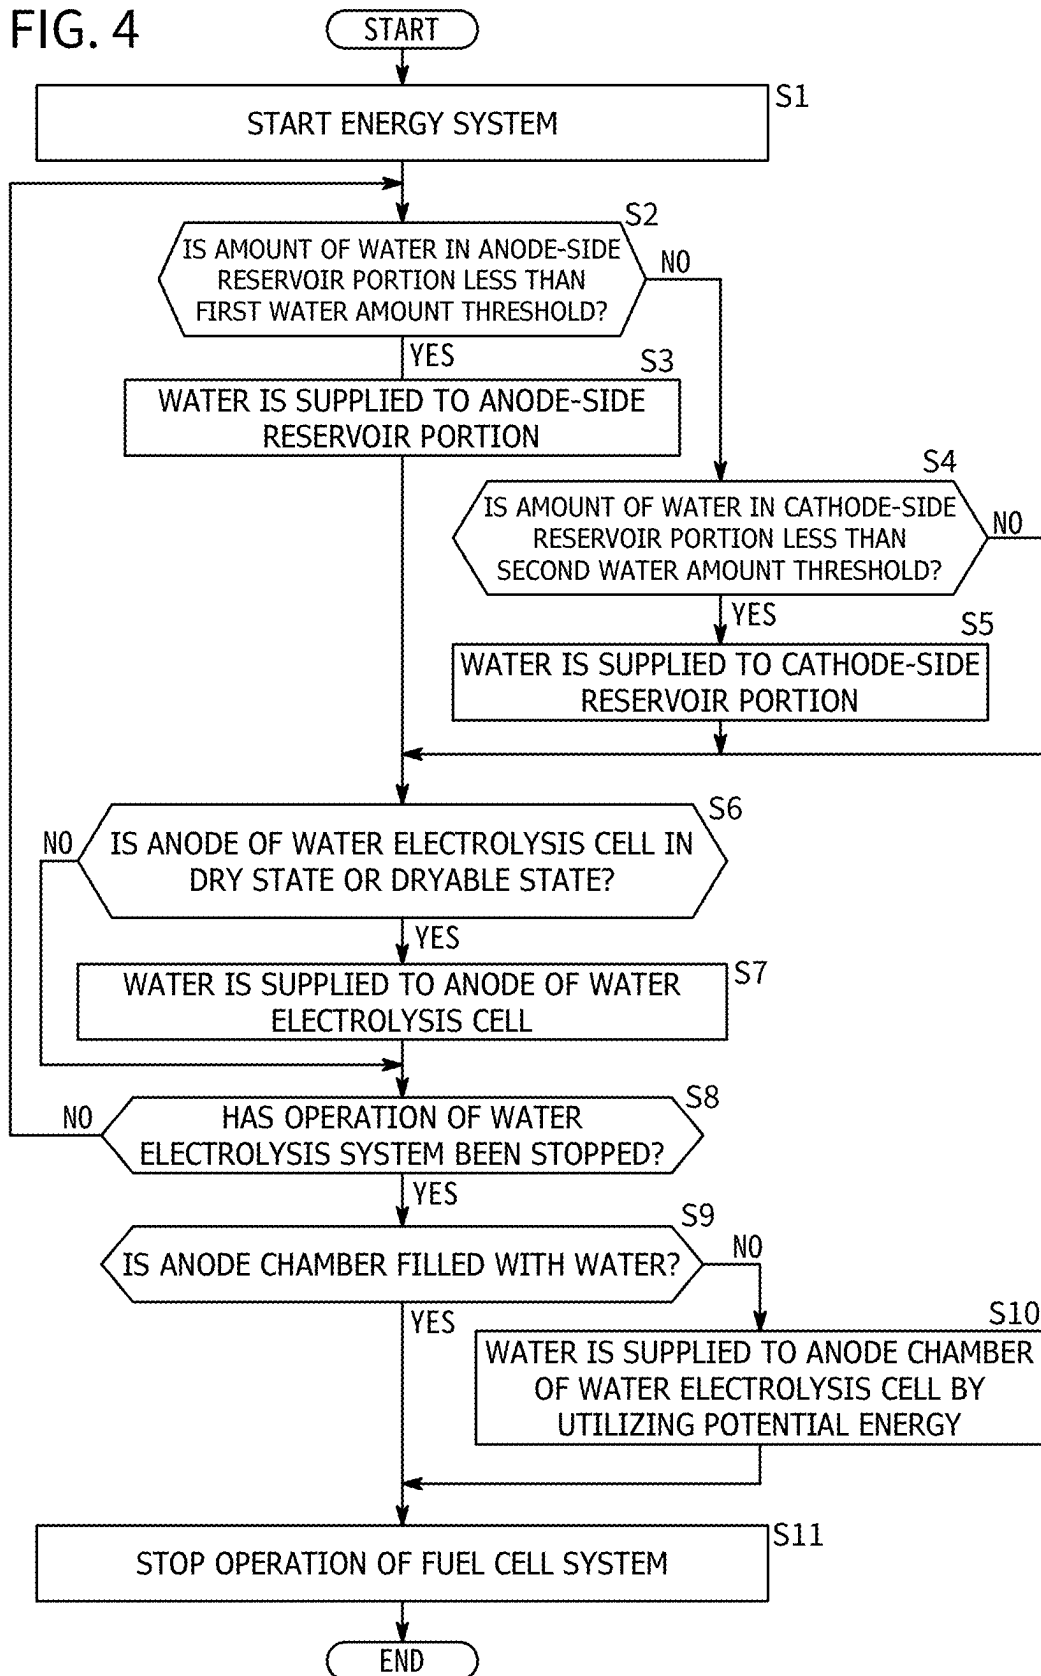 FIG. 4
START
S1
START ENERGY SYSTEM
S2
IS AMOUNT OF WATER IN ANODE-SIDE
RESERVOIR PORTION LESS THAN
FIRST WATER AMOUNT THRESHOLD?
NO
YES
S3
WATER IS SUPPLIED TO ANODE-SIDE
RESERVOIR PORTION
S4
IS AMOUNT OF WATER IN CATHODE-SIDE
RESERVOIR PORTION LESS THAN
SECOND WATER AMOUNT THRESHOLD?
NO
YES
S5
WATER IS SUPPLIED TO CATHODE-SIDE
RESERVOIR PORTION
S6
NO
IS ANODE OF WATER ELECTROLYSIS CELL IN
DRY STATE OR DRYABLE STATE?
YES
S7
WATER IS SUPPLIED TO ANODE OF WATER
ELECTROLYSIS CELL
S8
NO
HAS OPERATION OF WATER
ELECTROLYSIS SYSTEM BEEN STOPPED?
YES
S9
IS ANODE CHAMBER FILLED WITH WATER?
NO
YES
S10
WATER IS SUPPLIED TO ANODE CHAMBER
OF WATER ELECTROLYSIS CELL BY
UTILIZING POTENTIAL ENERGY
S11
STOP OPERATION OF FUEL CELL SYSTEM
END